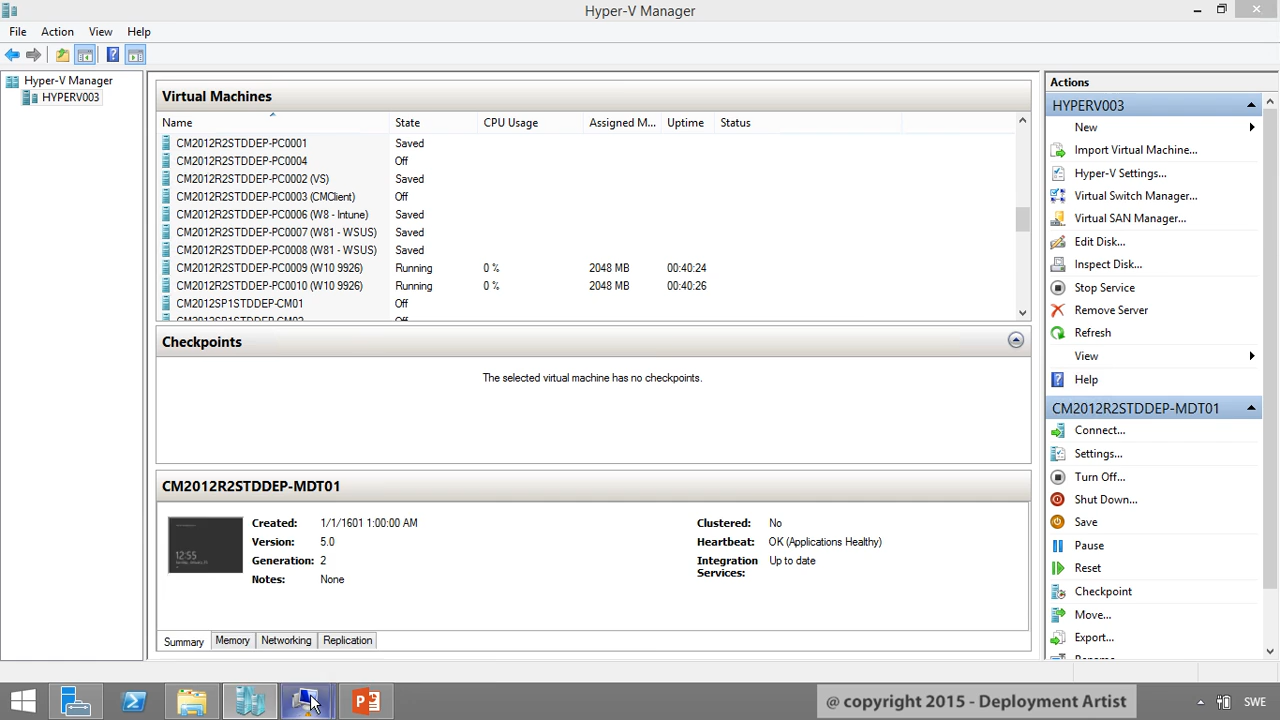 Hyper-V Manager
File Action View Help
Hyper-V Manager
HYPERV003
Virtual Machines
Name State CPU Usage Assigned M... Uptime Status
CM2012R2STDDEP-PC0001 Saved
CM2012R2STDDEP-PC0004 Off
CM2012R2STDDEP-PC0002 (VS) Saved
CM2012R2STDDEP-PC0003 (CMClient) Off
CM2012R2STDDEP-PC0006 (W8 - Intune) Saved
CM2012R2STDDEP-PC0007 (W81 - WSUS) Saved
CM2012R2STDDEP-PC0008 (W81 - WSUS) Saved
CM2012R2STDDEP-PC0009 (W10 9926) Running 0 % 2048 MB 00:40:24
CM2012R2STDDEP-PC0010 (W10 9926) Running 0 % 2048 MB 00:40:26
CM2012SP1STDDEP-CM01 Off
CM2012SP1STDDEP-CM02 Off
Checkpoints
The selected virtual machine has no checkpoints.
CM2012R2STDDEP-MDT01
Created: 1/1/1601 1:00:00 AM Clustered: No
Version: 5.0 Heartbeat: OK (Applications Healthy)
Generation: 2 Integration Services: Up to date
Notes: None
12:55
Summary Memory Networking Replication
Actions
HYPERV003
New
Import Virtual Machine...
Hyper-V Settings...
Virtual Switch Manager...
Virtual SAN Manager...
Edit Disk...
Inspect Disk...
Stop Service
Remove Server
Refresh
View
Help
CM2012R2STDDEP-MDT01
Connect...
Settings...
Turn Off...
Shut Down...
Save
Pause
Reset
Checkpoint
Move...
Export...
Rename...
@ copyright 2015 - Deployment Artist
SWE